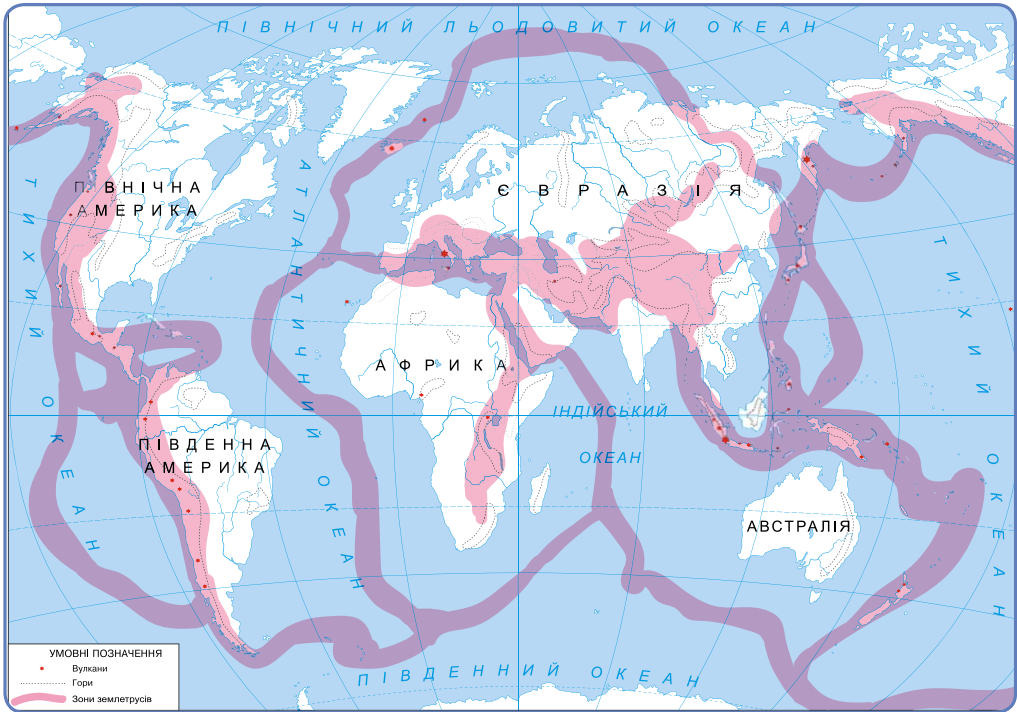 ПІВНІЧНИЙ ЛЬОДОВИТИЙ ОКЕАН
ПІВНІЧНА
АМЕРИКА
ЄВРАЗІЯ
ТИХИЙ
ОКЕАН
АТЛАНТИЧНИЙ
ОКЕАН
ТИХИЙ
ОКЕАН
АФРИКА
ІНДІЙСЬКИЙ
ОКЕАН
ПІВДЕННА
АМЕРИКА
АВСТРАЛІЯ
ПІВДЕННИЙ ОКЕАН
УМОВНІ ПОЗНАЧЕННЯ
Вулкани
Гори
Зони землетрусів